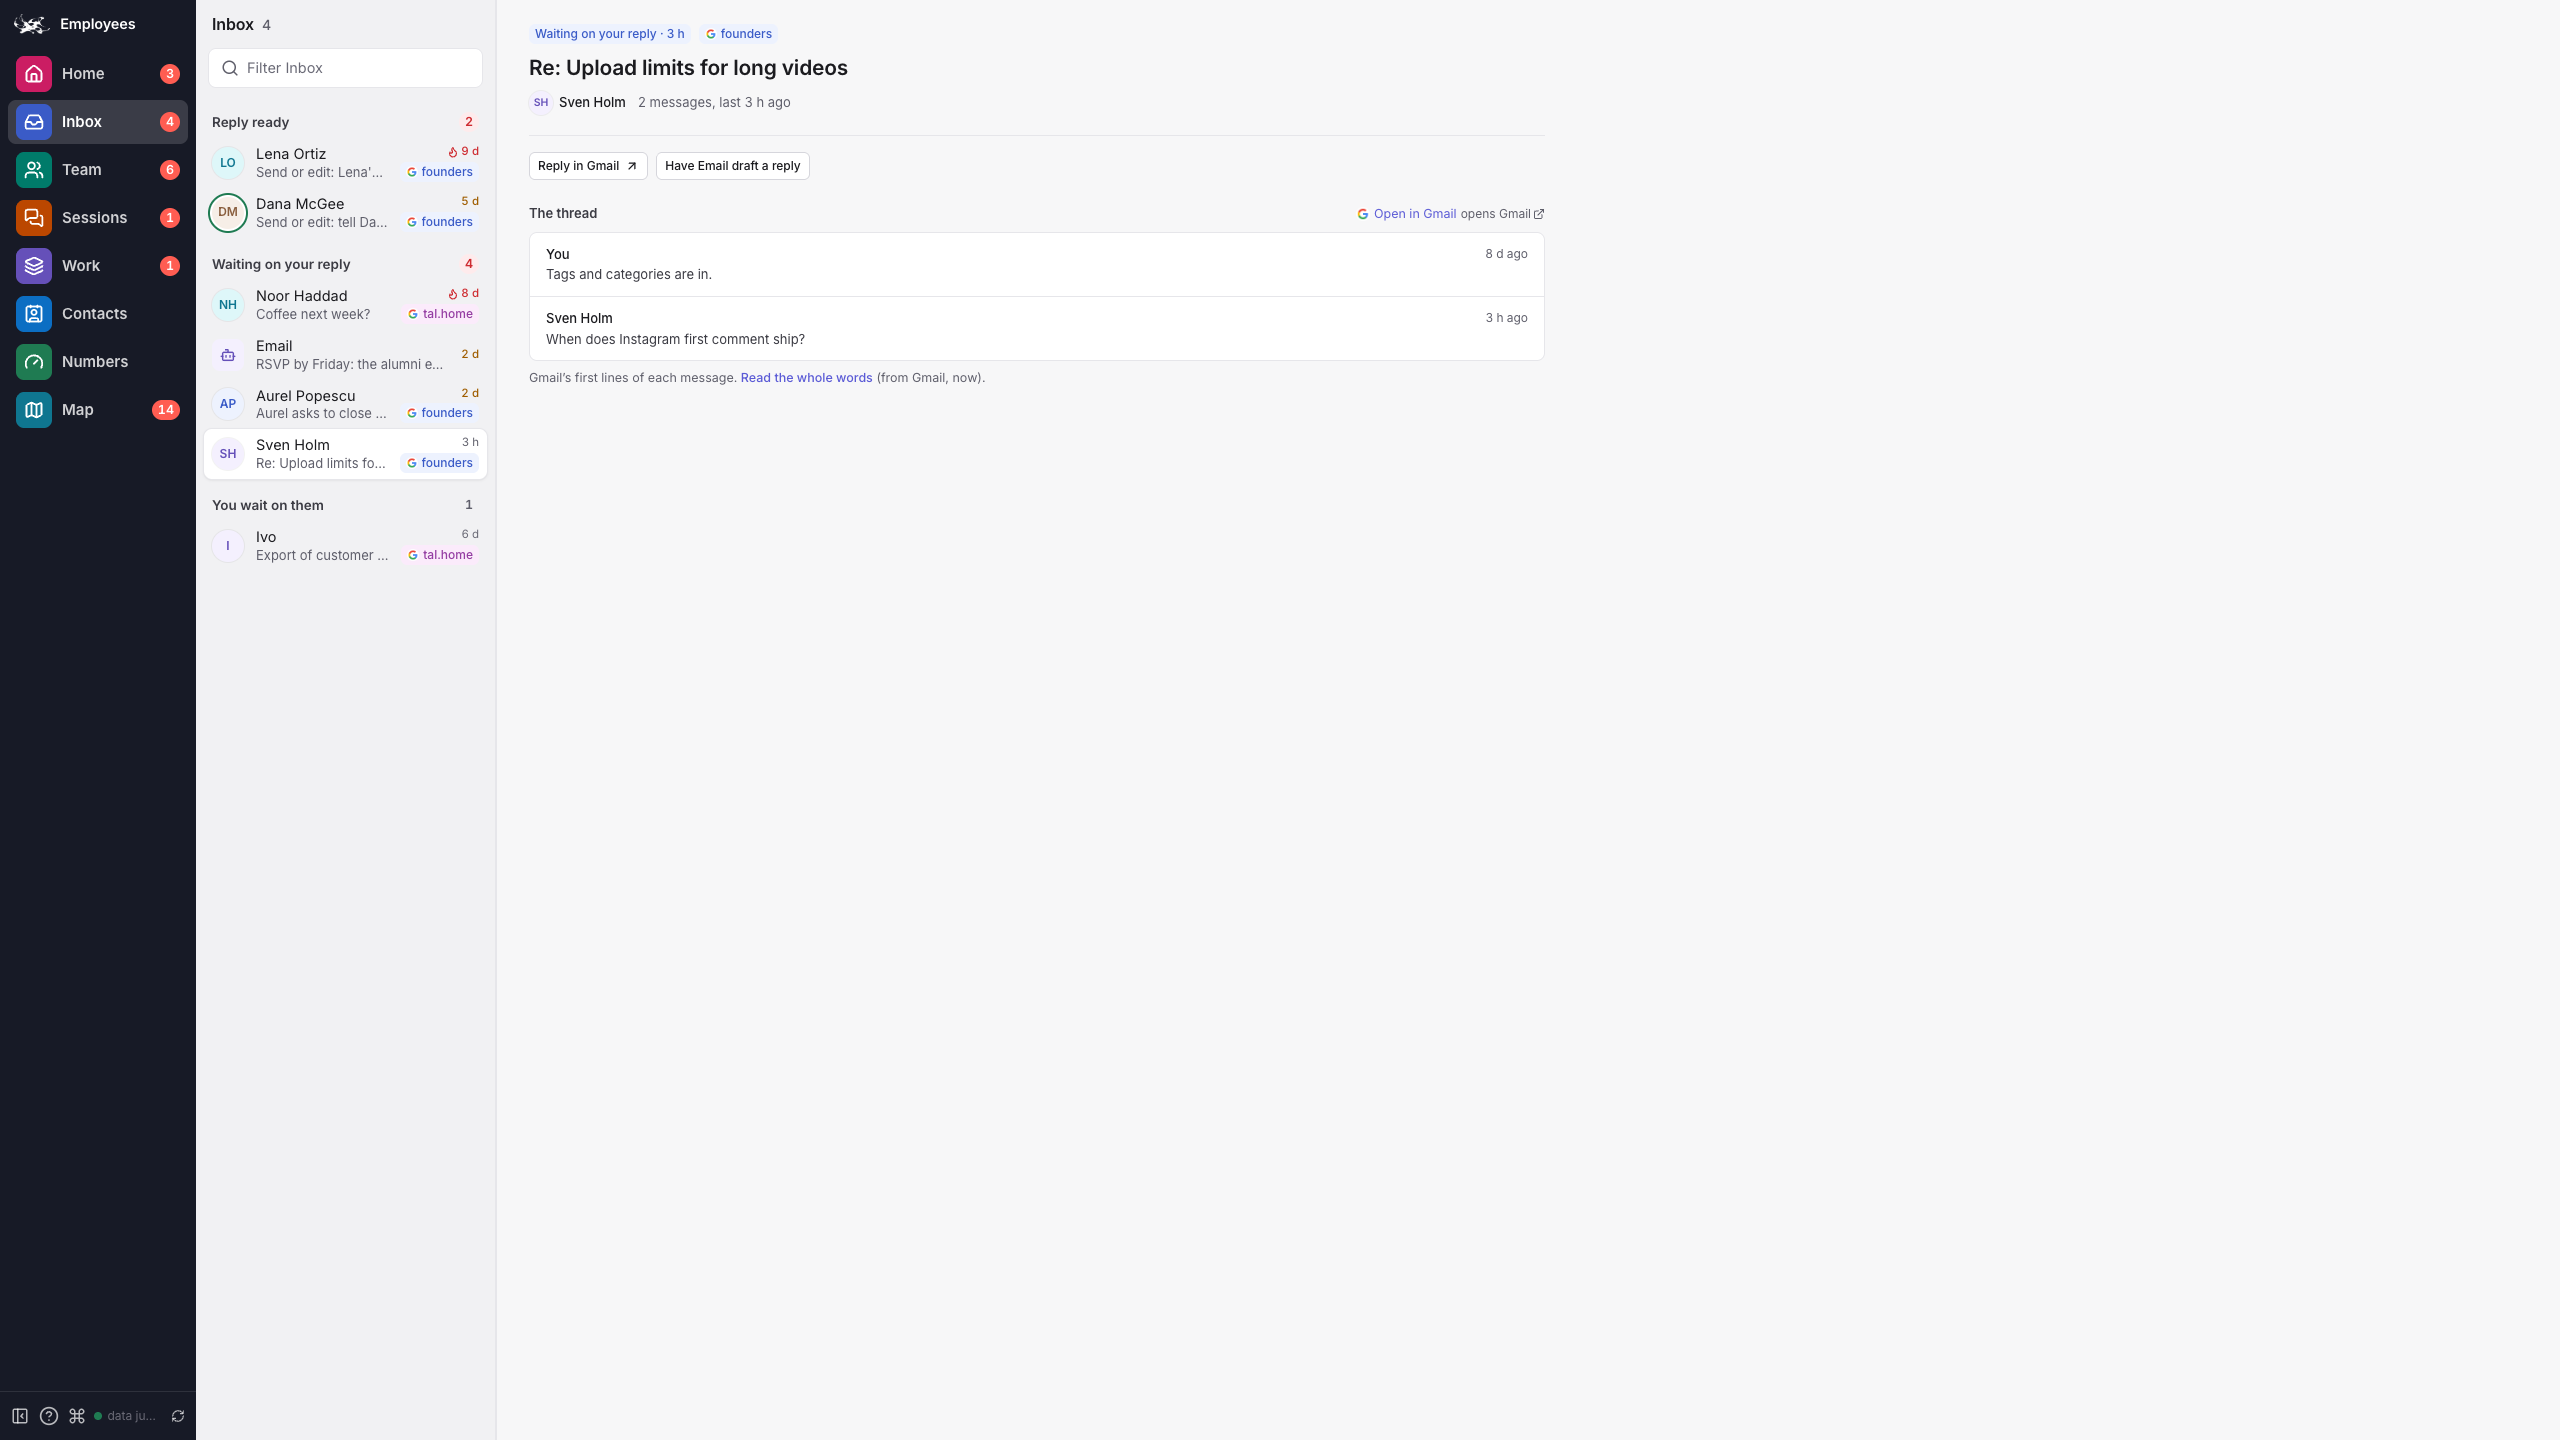 Employees
Home 3
Inbox 4
Team 6
Sessions 1
Work 1
Contacts
Numbers
Map 14
data ju...
Inbox 4
Filter Inbox
Reply ready 2
LO Lena Ortiz 9 d
Send or edit: Lena'... founders
DM Dana McGee 5 d
Send or edit: tell Da... founders
Waiting on your reply 4
NH Noor Haddad 8 d
Coffee next week? tal.home
Email 2 d
RSVP by Friday: the alumni e...
AP Aurel Popescu 2 d
Aurel asks to close ... founders
SH Sven Holm 3 h
Re: Upload limits fo... founders
You wait on them 1
I Ivo 6 d
Export of customer ... tal.home
Waiting on your reply · 3 h founders
Re: Upload limits for long videos
SH Sven Holm 2 messages, last 3 h ago
Reply in Gmail Have Email draft a reply
The thread Open in Gmail opens Gmail
You 8 d ago
Tags and categories are in.
Sven Holm 3 h ago
When does Instagram first comment ship?
Gmail’s first lines of each message. Read the whole words (from Gmail, now).